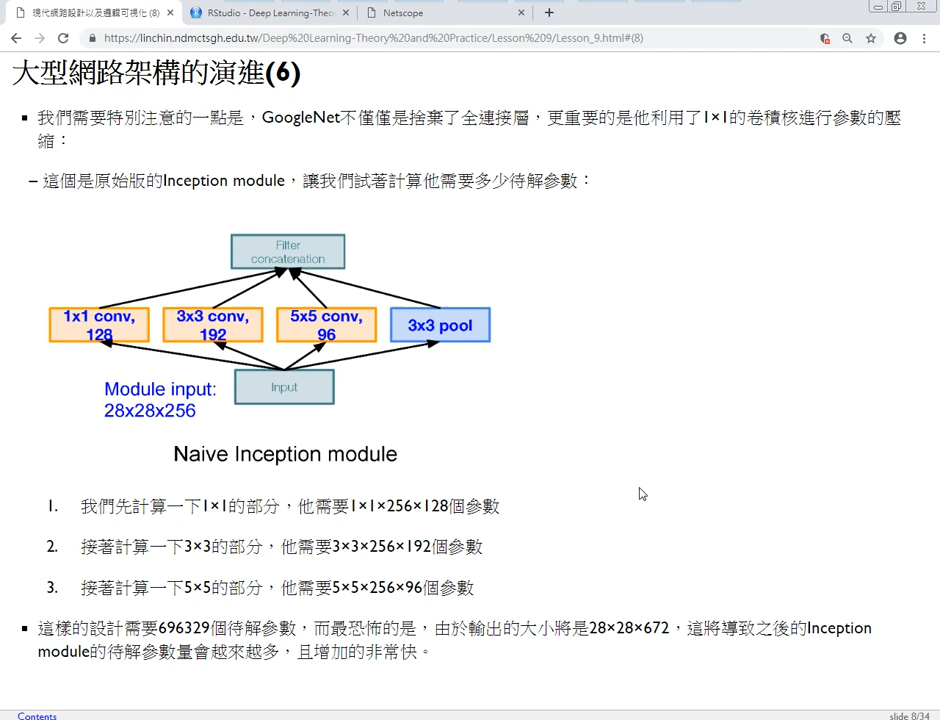 現代網路設計以及邏輯可視化 (8)
RStudio - Deep Learning-Theo
Netscope
https://linchin.ndmctsgh.edu.tw/Deep%20Learning-Theory%20and%20Practice/Lesson%209/Lesson_9.html#(8)
大型網路架構的演進(6)
我們需要特別注意的一點是，GoogleNet不僅僅是捨棄了全連接層，更重要的是他利用了1×1的卷積核進行參數的壓
縮：
– 這個是原始版的Inception module，讓我們試著計算他需要多少待解參數：
Filter
concatenation
1x1 conv,
128
3x3 conv,
192
5x5 conv,
96
3x3 pool
Module input:
28x28x256
Input
Naive Inception module
1. 我們先計算一下1×1的部分，他需要1×1×256×128個參數
2. 接著計算一下3×3的部分，他需要3×3×256×192個參數
3. 接著計算一下5×5的部分，他需要5×5×256×96個參數
這樣的設計需要696329個待解參數，而最恐怖的是，由於輸出的大小將是28×28×672，這將導致之後的Inception
module的待解參數量會越來越多，且增加的非常快。
Contents
slide 8/34